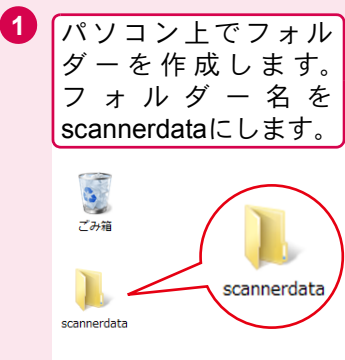 1
パソコン上でフォル
ダーを作成します。
フォルダー名を
scannerdataにします。
ごみ箱
scannerdata
scannerdata